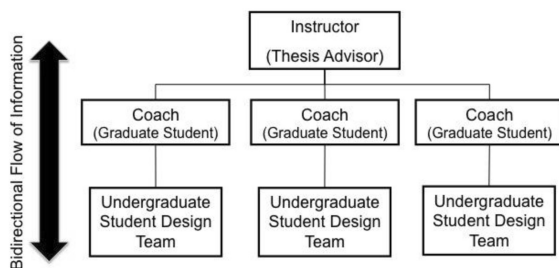 Bidirectional Flow of Information
Instructor
(Thesis Advisor)
Coach
(Graduate Student)
Coach
(Graduate Student)
Coach
(Graduate Student)
Undergraduate
Student Design
Team
Undergraduate
Student Design
Team
Undergraduate
Student Design
Team